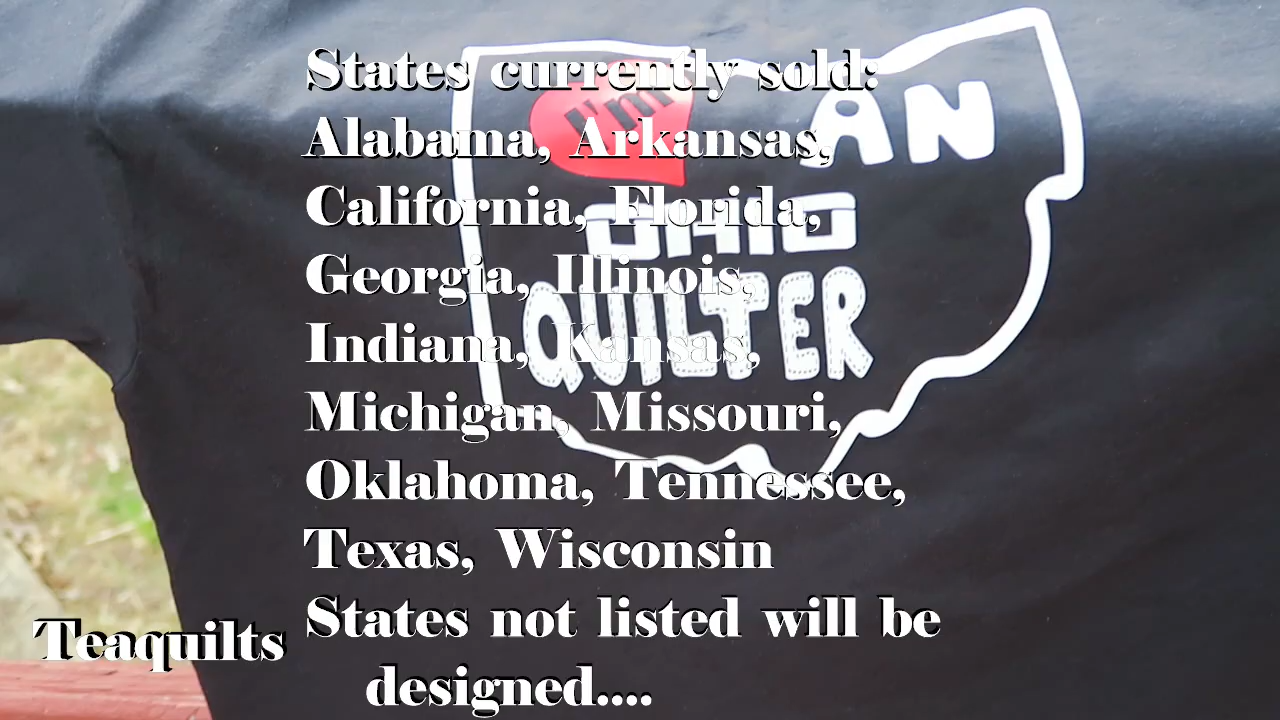 States currently sold:
Alabama, Arkansas,
California, Florida,
Georgia, Illinois,
Indiana, Kansas,
Michigan, Missouri,
Oklahoma, Tennessee,
Texas, Wisconsin
States not listed will be
designed....
Teaquilts
I'm AN
OHIO
QUILTER